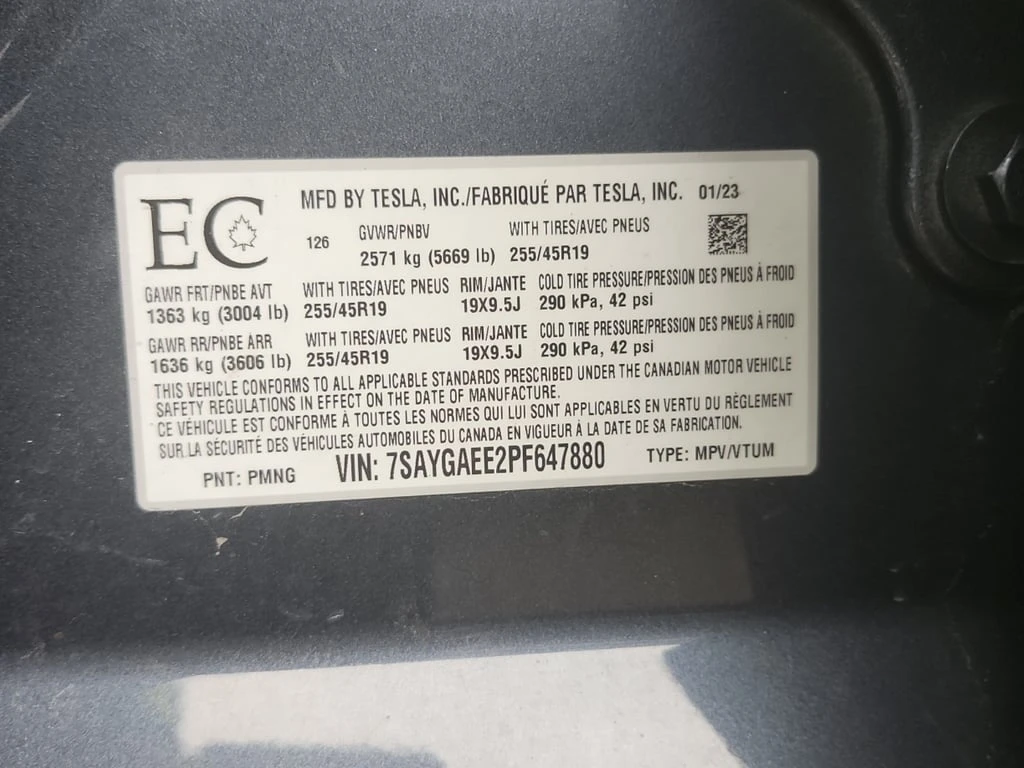 EC
MFD BY TESLA, INC./FABRIQUÉ PAR TESLA, INC. 01/23
126 GVWR/PNBV WITH TIRES/AVEC PNEUS
2571 kg (5669 lb) 255/45R19
GAWR FRT/PNBE AVT WITH TIRES/AVEC PNEUS RIM/JANTE COLD TIRE PRESSURE/PRESSION DES PNEUS À FROID
1363 kg (3004 lb) 255/45R19 19X9.5J 290 kPa, 42 psi
GAWR RR/PNBE ARR WITH TIRES/AVEC PNEUS RIM/JANTE COLD TIRE PRESSURE/PRESSION DES PNEUS À FROID
1636 kg (3606 lb) 255/45R19 19X9.5J 290 kPa, 42 psi
THIS VEHICLE CONFORMS TO ALL APPLICABLE STANDARDS PRESCRIBED UNDER THE CANADIAN MOTOR VEHICLE
SAFETY REGULATIONS IN EFFECT ON THE DATE OF MANUFACTURE.
CE VÉHICULE EST CONFORME À TOUTES LES NORMES QUI LUI SONT APPLICABLES EN VERTU DU RÈGLEMENT
SUR LA SÉCURITÉ DES VÉHICULES AUTOMOBILES DU CANADA EN VIGUEUR À LA DATE DE SA FABRICATION.
PNT: PMNG VIN: 7SAYGAEE2PF647880 TYPE: MPV/VTUM